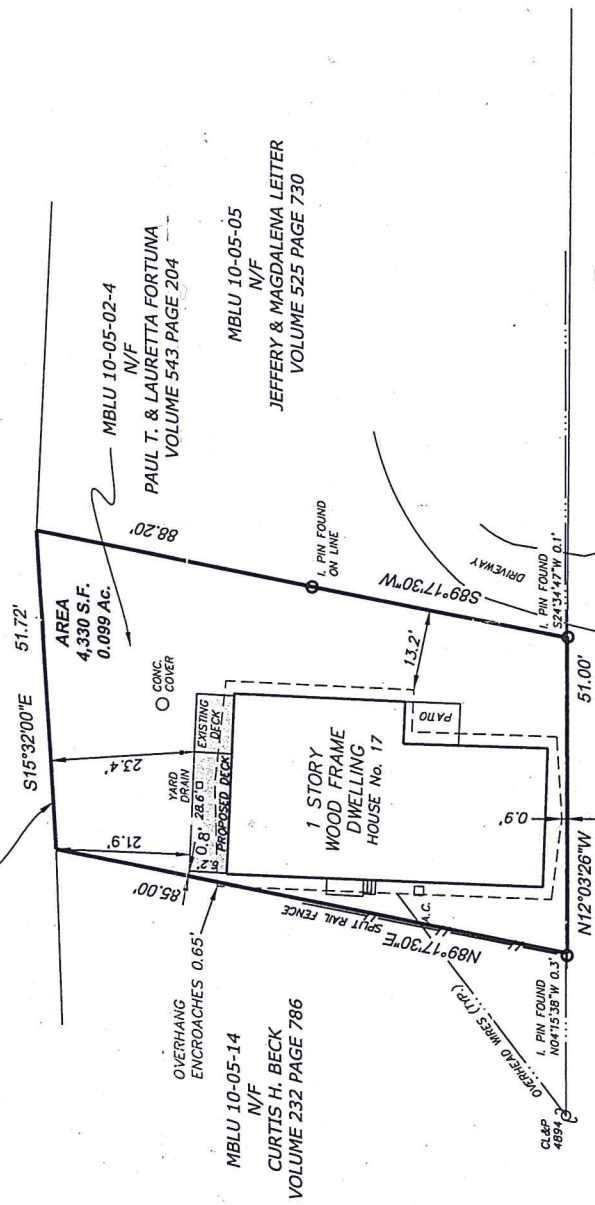 S15°32'00"E
51.72'
AREA
4,330 S.F.
0.099 Ac.
MBLU 10-05-02-4
N/F
PAUL T. & LAURETTA FORTUNA
VOLUME 543 PAGE 204
MBLU 10-05-05
N/F
JEFFERY & MAGDALENA LEITER
VOLUME 525 PAGE 730
88.20'
S89°17'30"W
I. PIN FOUND
ON LINE
CONC.
COVER
23.4'
21.9'
YARD
DRAIN
28.6'
0.8'
6.2'
EXISTING
DECK
PROPOSED DECK
85.00'
N89°17'30"E
SPLIT RAIL FENCE
OVERHANG
ENCROACHES 0.65'
MBLU 10-05-14
N/F
CURTIS H. BECK
VOLUME 232 PAGE 786
1 STORY
WOOD FRAME
DWELLING
HOUSE No. 17
PATIO
13.2'
DRIVEWAY
A.C.
OVERHEAD WIRES (TYP.)
0.9'
I. PIN FOUND
N04°15'38"W 0.3'
I. PIN FOUND
S24°34'47"W 0.1'
CL&P
4894
N12°03'26"W
51.00'